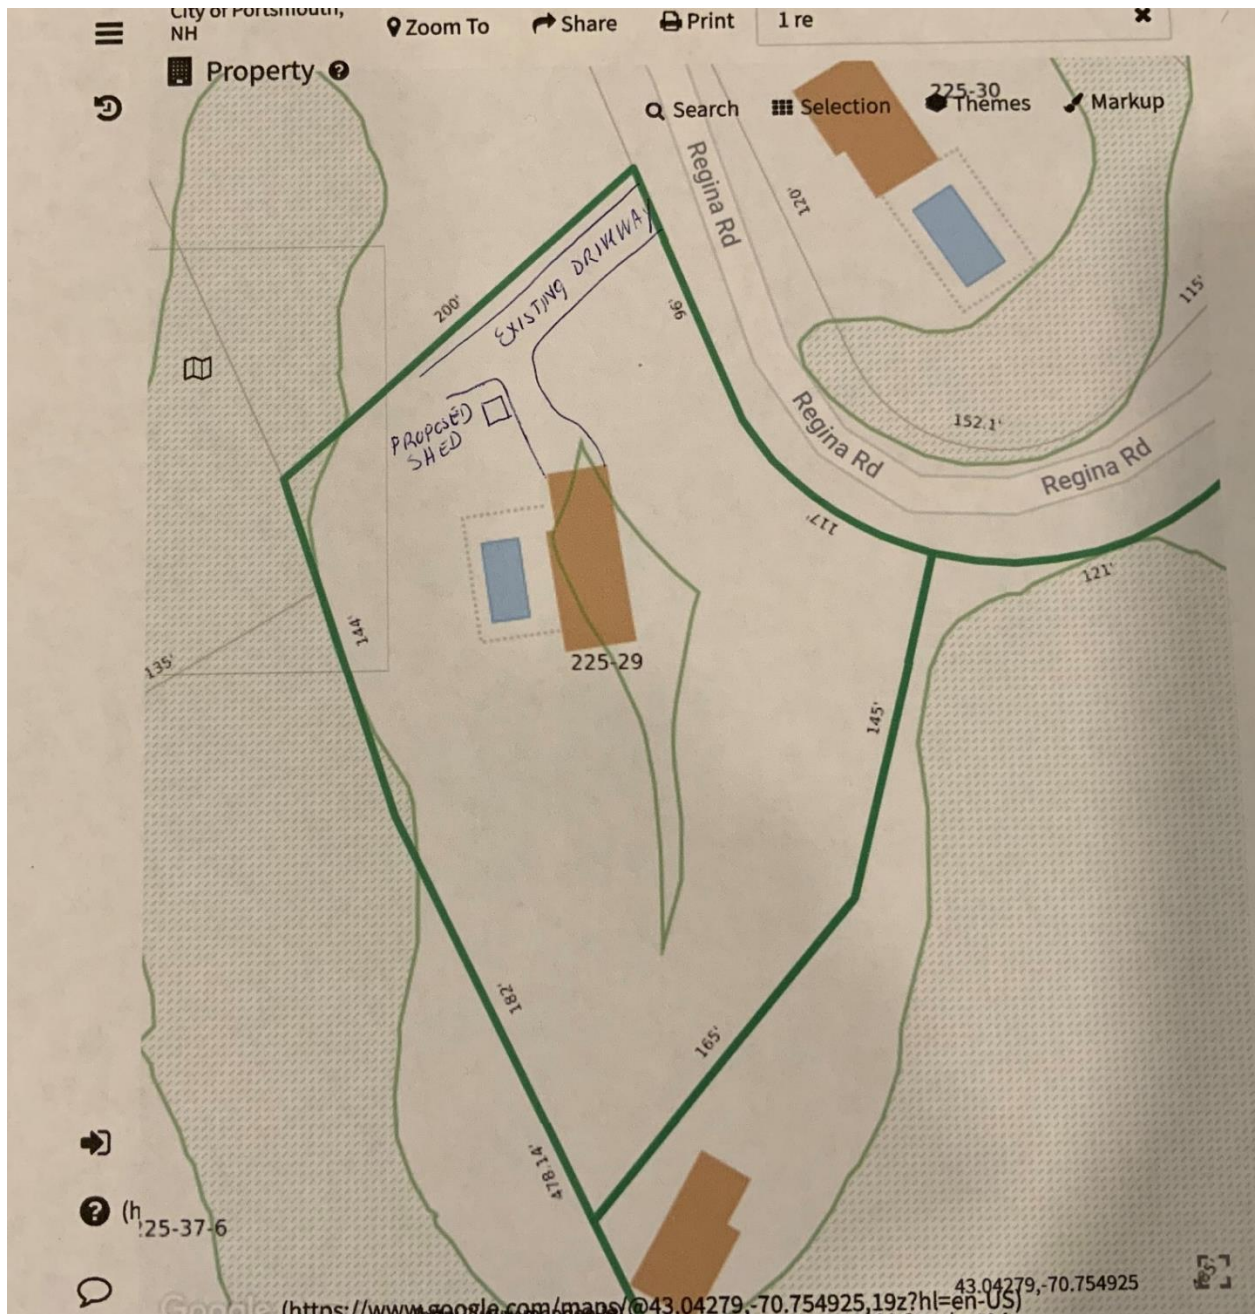 City of Portsmouth,
NH
Zoom To
Share
Print
1 re
Property
Search
Selection
Themes
Markup
225-30
Regina Rd
120'
EXISTING DRIVWAY
200'
96'
115'
PROPOSED
SHED
Regina Rd
152.1'
Regina Rd
117'
121'
144'
135'
225-29
145'
182'
165'
478.14'
(h
225-37-6
43.04279,-70.754925
Google
(https://www.google.com/maps/@43.04279,-70.754925,19z?hl=en-US)